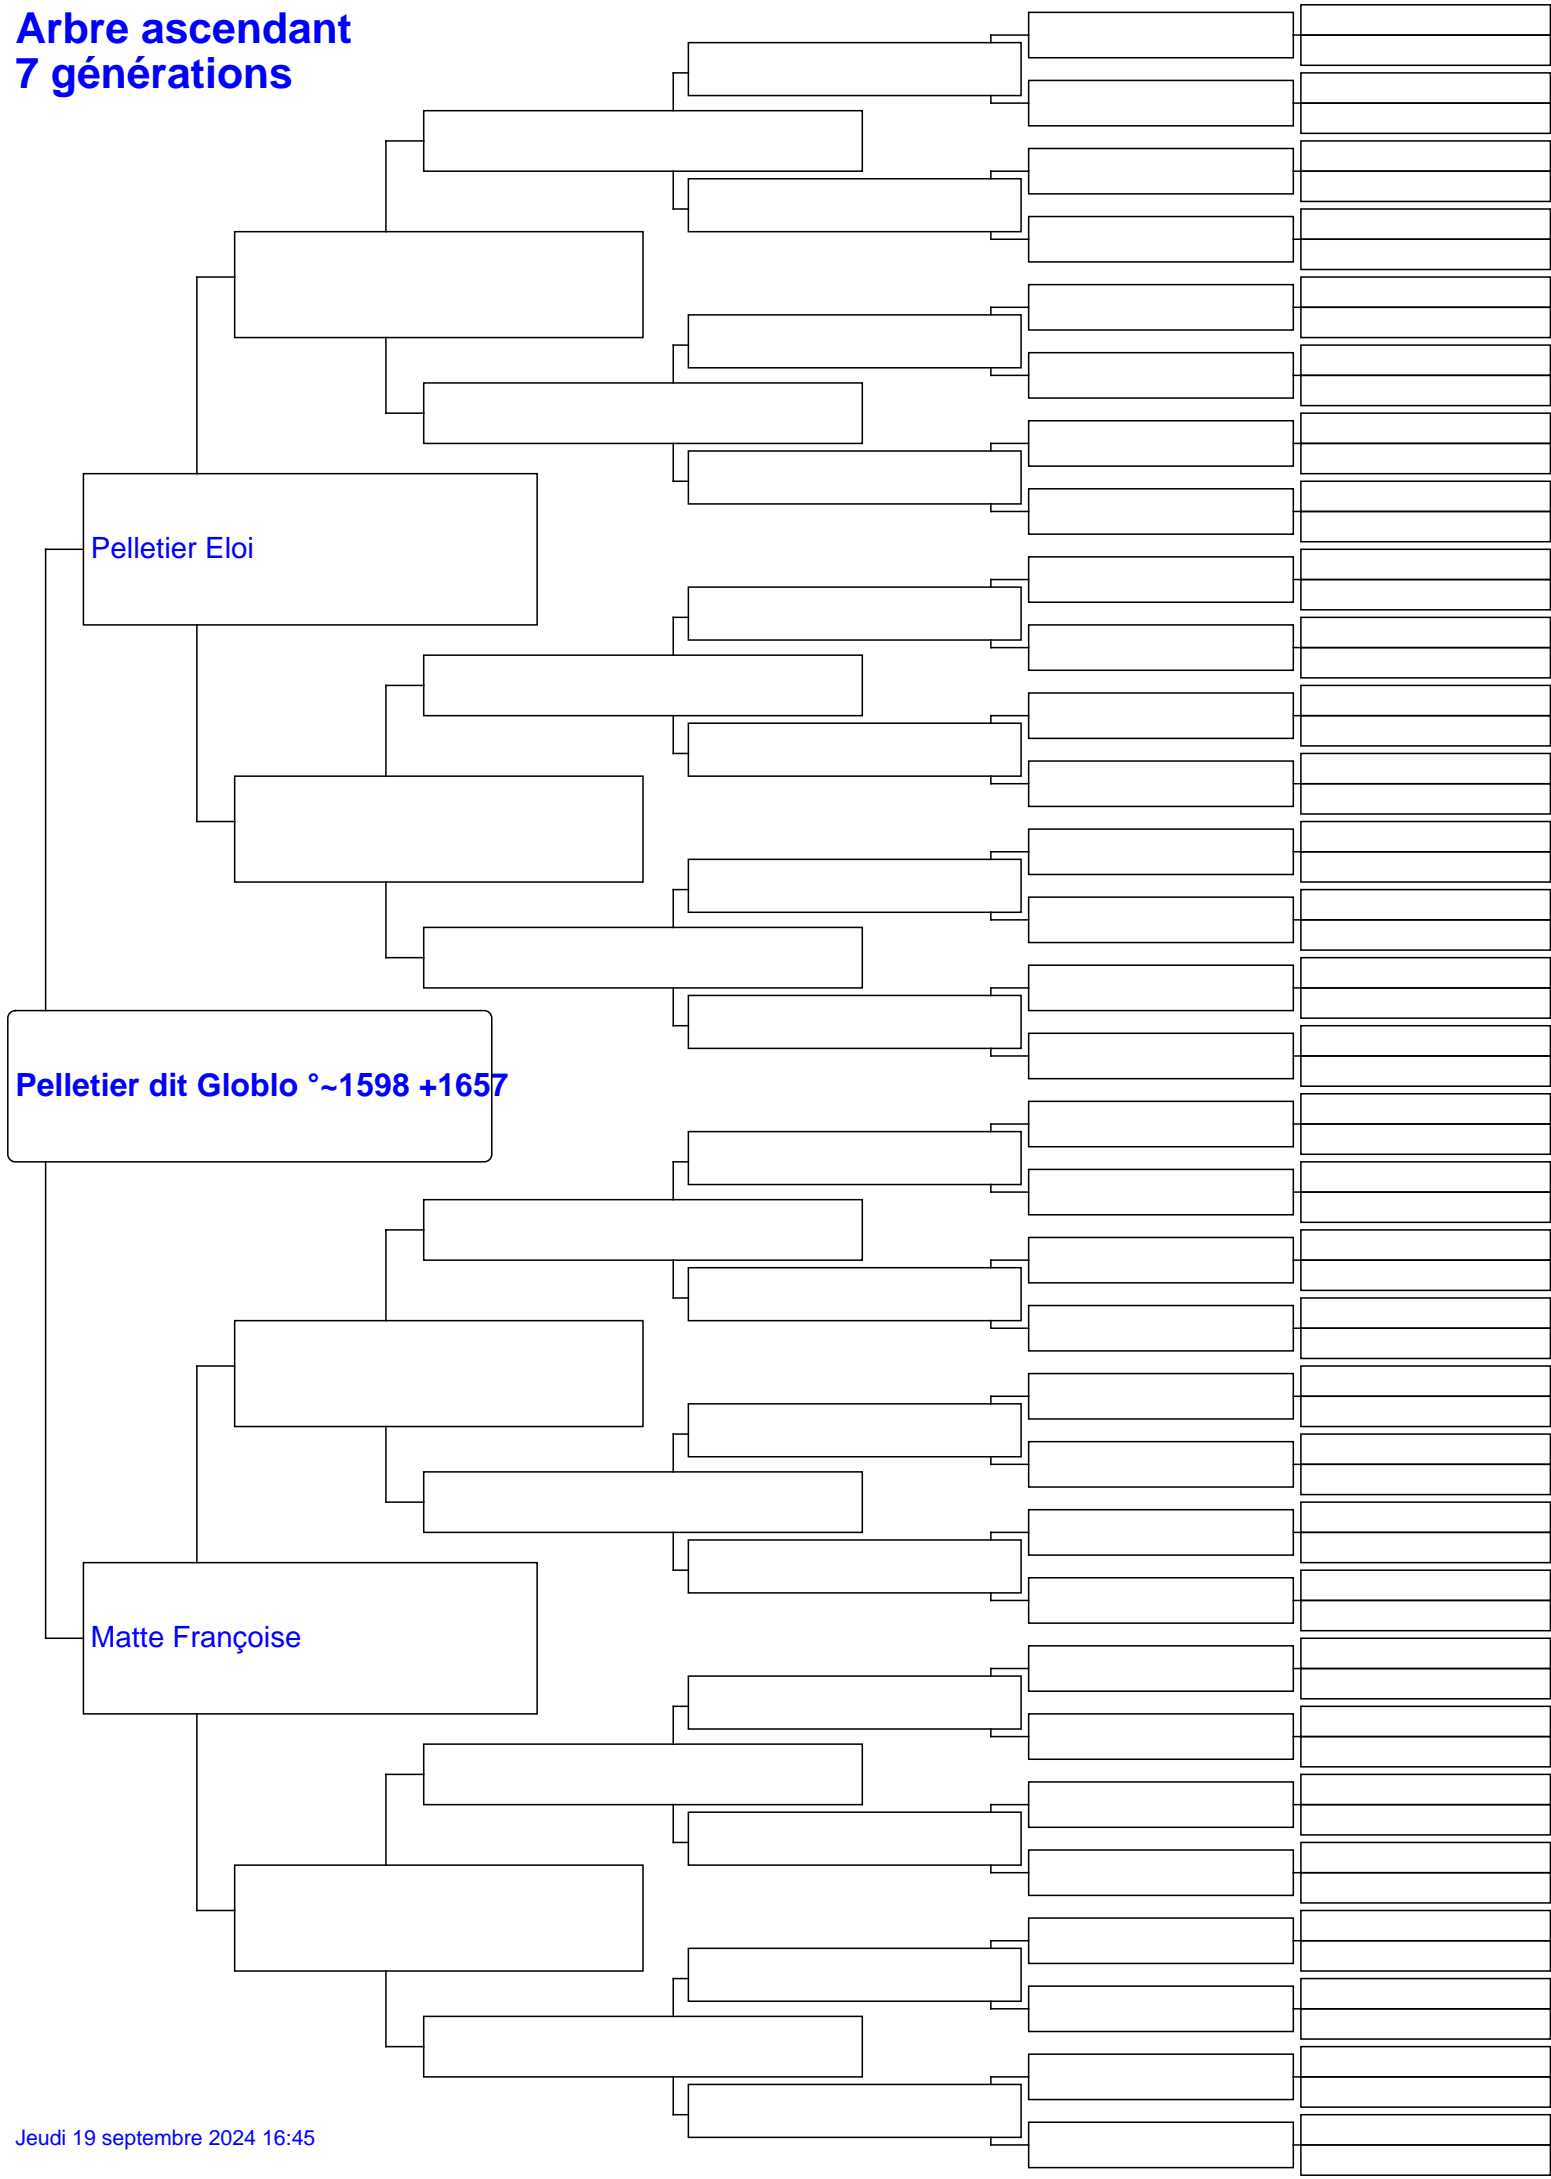 Arbre ascendant
7 générations
Pelletier Eloi
Pelletier dit Globlo °~1598 +1657
Matte Françoise
Jeudi 19 septembre 2024 16:45